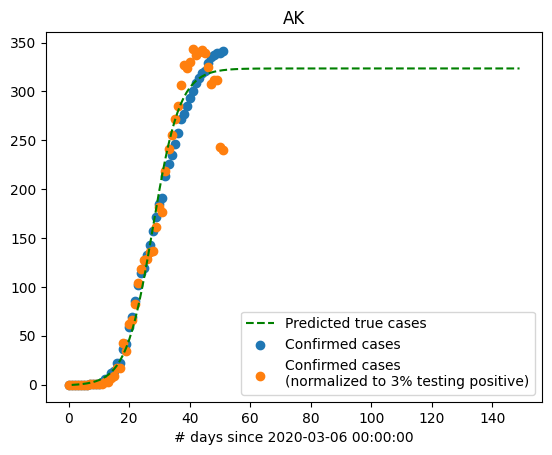 AK
350
300
250
200
150
100
50
0
Predicted true cases
Confirmed cases
Confirmed cases
(normalized to 3% testing positive)
0 20 40 60 80 100 120 140
# days since 2020-03-06 00:00:00